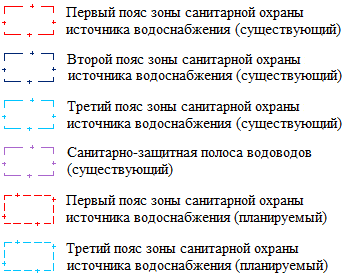 Первый пояс зоны санитарной охраны
источника водоснабжения (существующий)
Второй пояс зоны санитарной охраны
источника водоснабжения (существующий)
Третий пояс зоны санитарной охраны
источника водоснабжения (существующий)
Санитарно-защитная полоса водоводов
(существующий)
Первый пояс зоны санитарной охраны
источника водоснабжения (планируемый)
Третий пояс зоны санитарной охраны
источника водоснабжения (планируемый)